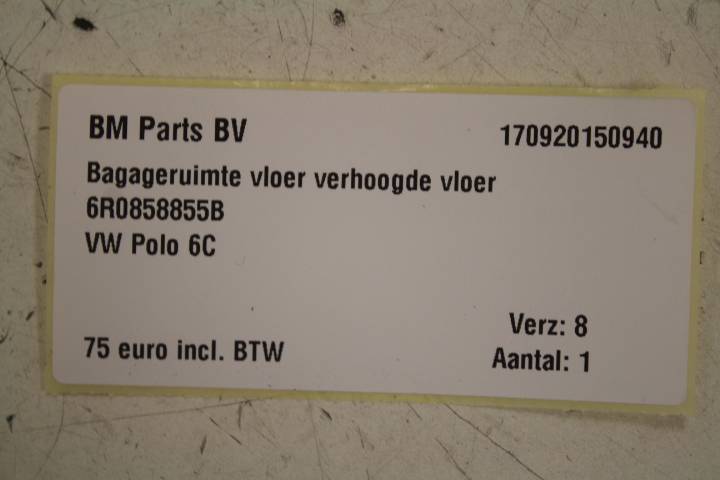 BM Parts BV 170920150940
Bagageruimte vloer verhoogde vloer
6R0858855B
VW Polo 6C
Verz: 8
75 euro incl. BTW Aantal: 1